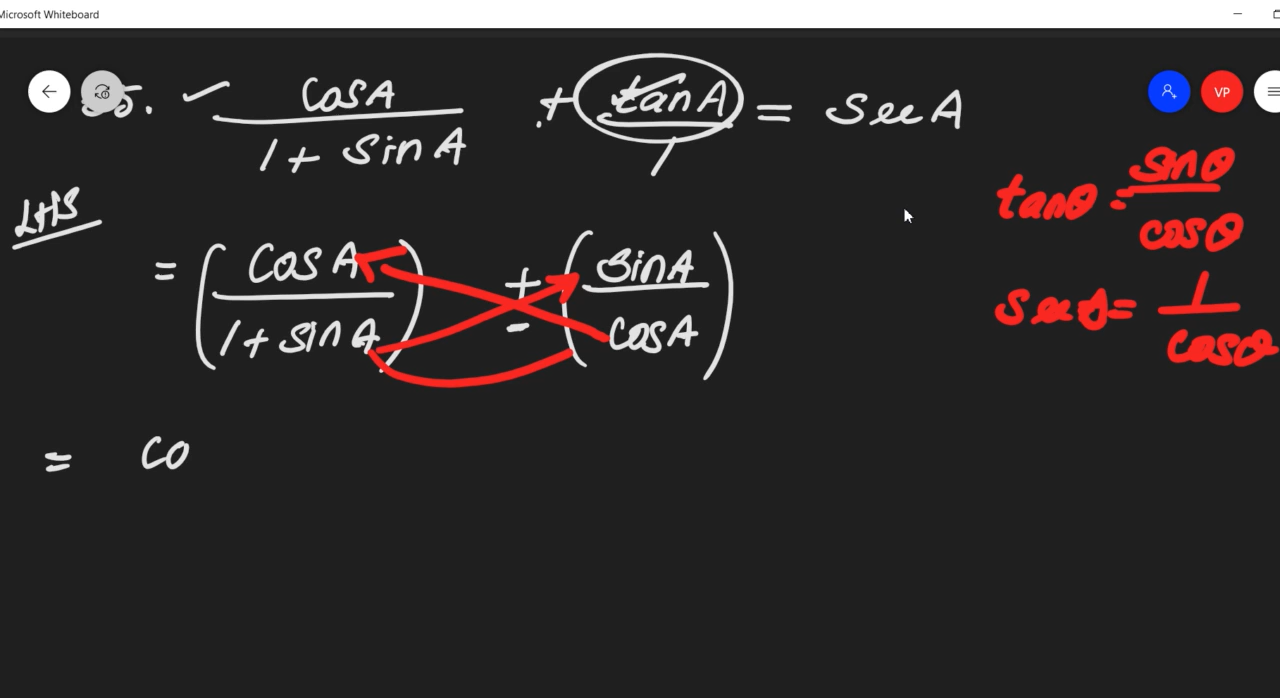 Microsoft Whiteboard
VP
5. ✓ cosA / 1 + sinA + tanA / 1 = secA
LHS
= (cosA / 1 + sinA) + - (sinA / cosA)
= co
tanθ = sinθ / cosθ
secθ = 1 / cosθ